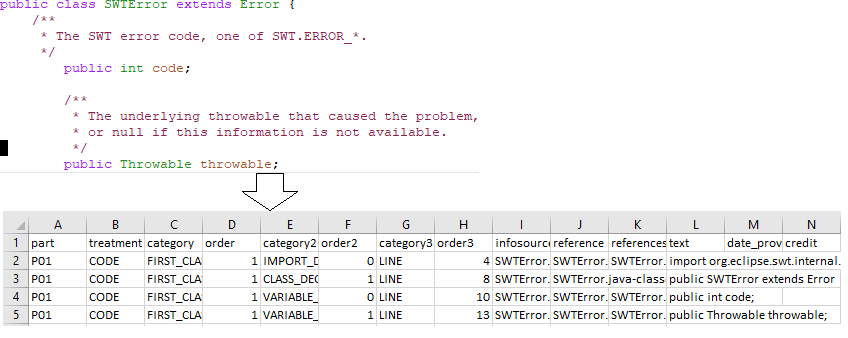 public class SWTError extends Error {
/**
* The SWT error code, one of SWT.ERROR_*.
*/
public int code;
/**
* The underlying throwable that caused the problem,
* or null if this information is not available.
*/
public Throwable throwable;
A B C D E F G H I J K L M N
1 part treatment category order category2 order2 category3 order3 infosourc reference references text date_prov credit
2 P01 CODE FIRST_CLA 1 IMPORT_D 0 LINE 4 SWTError. SWTError. SWTError. import org.eclipse.swt.internal.
3 P01 CODE FIRST_CLA 1 CLASS_DEC 1 LINE 8 SWTError. SWTError. java-class public SWTError extends Error
4 P01 CODE FIRST_CLA 1 VARIABLE_ 0 LINE 10 SWTError. SWTError. SWTError. public int code;
5 P01 CODE FIRST_CLA 1 VARIABLE_ 1 LINE 13 SWTError. SWTError. SWTError. public Throwable throwable;